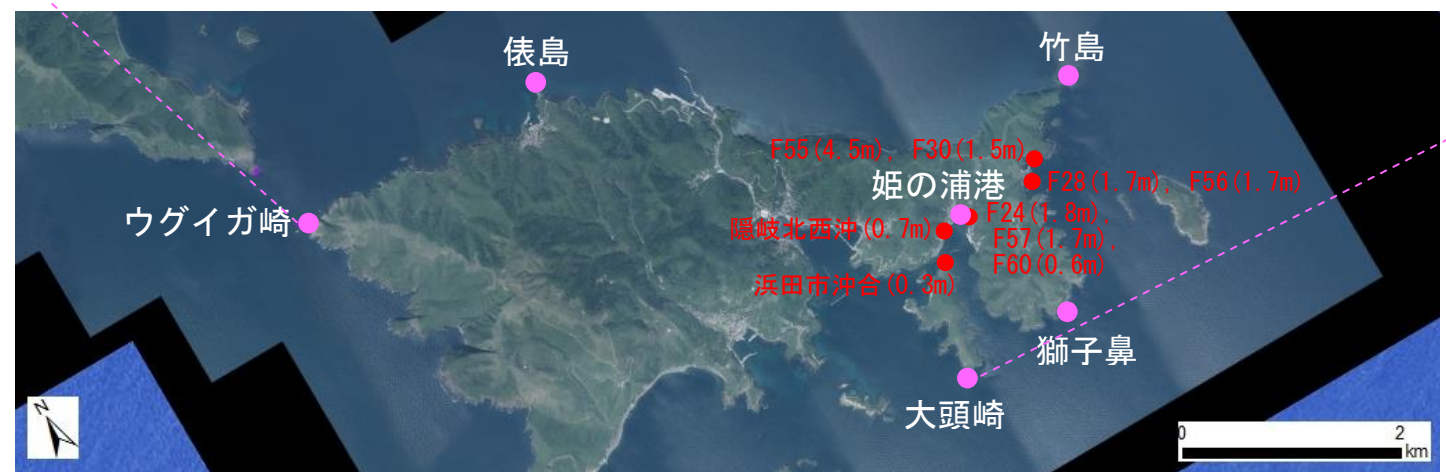 俵島
竹島
F55(4.5m), F30(1.5m)
姫の浦港
F28(1.7m), F56(1.7m)
ウグイガ崎
隠岐北西沖(0.7m)
F24(1.8m),
F57(1.7m),
F60(0.6m)
浜田市沖合(0.3m)
獅子鼻
大頭崎
N
0 2
km